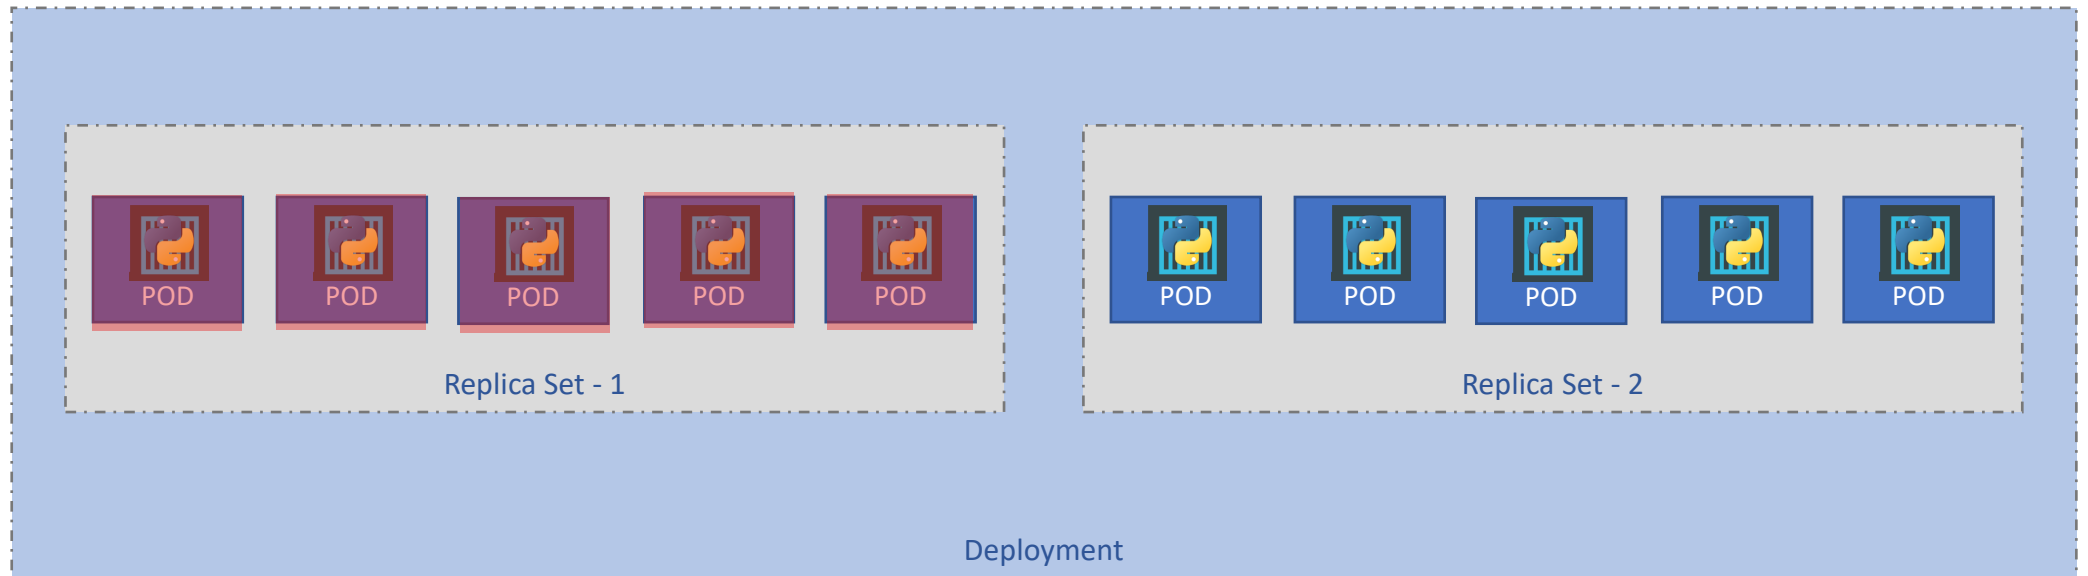 POD POD POD POD POD
Replica Set - 1
POD POD POD POD POD
Replica Set - 2
Deployment